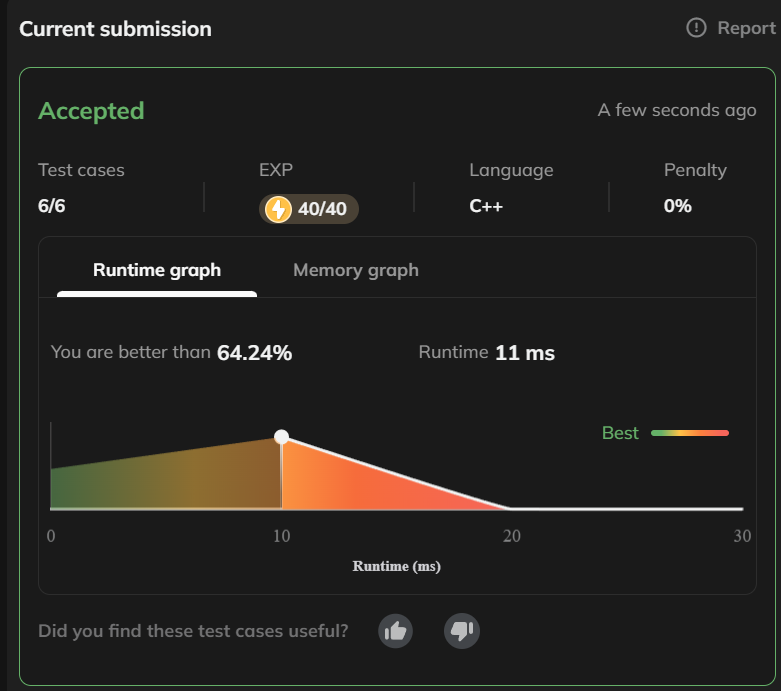 Current submission
Report
Accepted
A few seconds ago
Test cases
EXP
Language
Penalty
6/6
40/40
C++
0%
Runtime graph
Memory graph
You are better than 64.24%
Runtime 11 ms
Best
0 10 20 30
Runtime (ms)
Did you find these test cases useful?